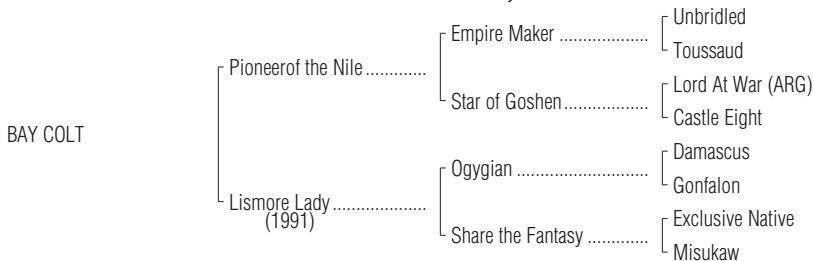 Unbridled
Empire Maker ....................
Toussaud
Pioneerof the Nile .............
Lord At War (ARG)
Star of Goshen...................
Castle Eight
BAY COLT
Damascus
Ogygian .............................
Gonfalon
Lismore Lady .....................
(1991)
Exclusive Native
Share the Fantasy ..............
Misukaw